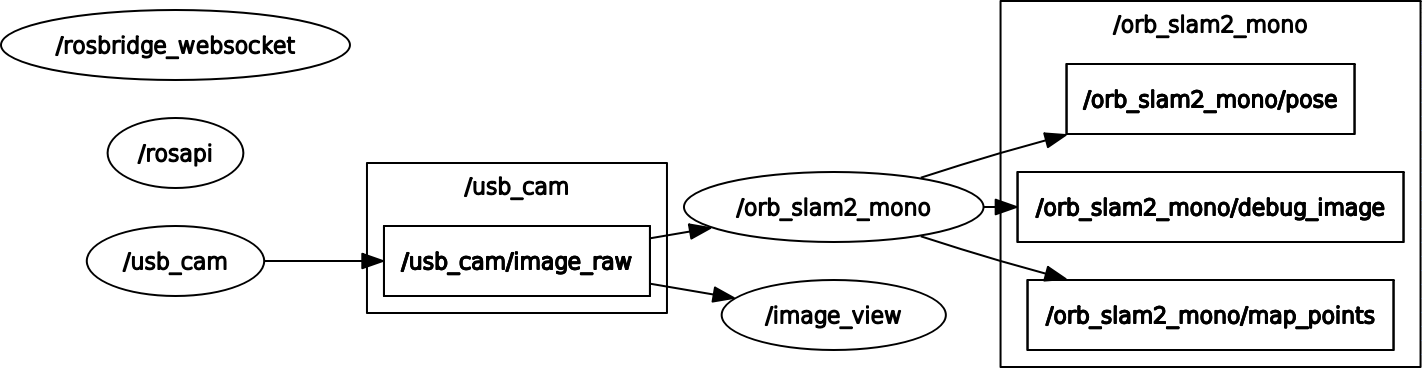 /rosbridge_websocket
/rosapi
/usb_cam
/usb_cam
/usb_cam/image_raw
/orb_slam2_mono
/image_view
/orb_slam2_mono
/orb_slam2_mono/pose
/orb_slam2_mono/debug_image
/orb_slam2_mono/map_points